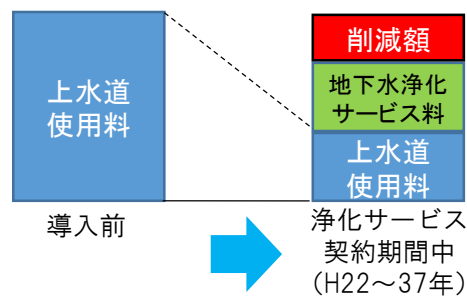 上水道
使用料
導入前
削減額
地下水浄化
サービス料
上水道
使用料
浄化サービス
契約期間中
(H22～37年)